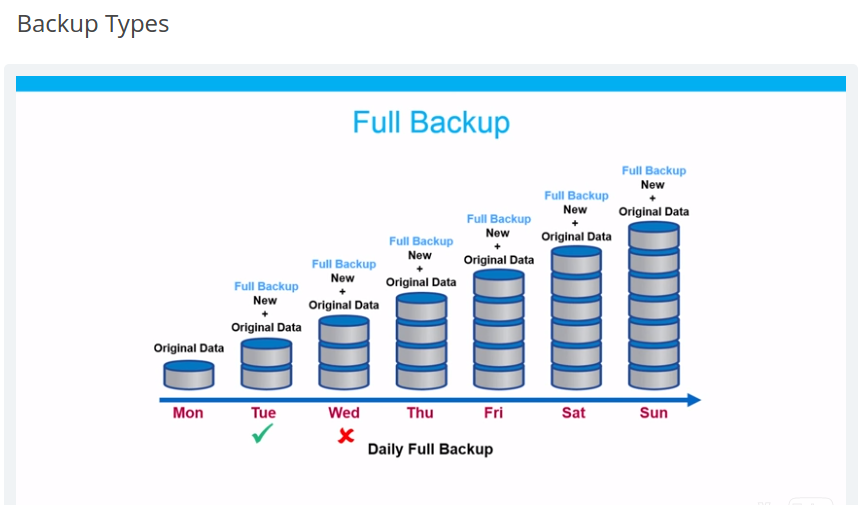 Backup Types
Full Backup
Original Data
Full Backup
New
+
Original Data
Full Backup
New
+
Original Data
Full Backup
New
+
Original Data
Full Backup
New
+
Original Data
Full Backup
New
+
Original Data
Full Backup
New
+
Original Data
Mon Tue Wed Thu Fri Sat Sun
Daily Full Backup